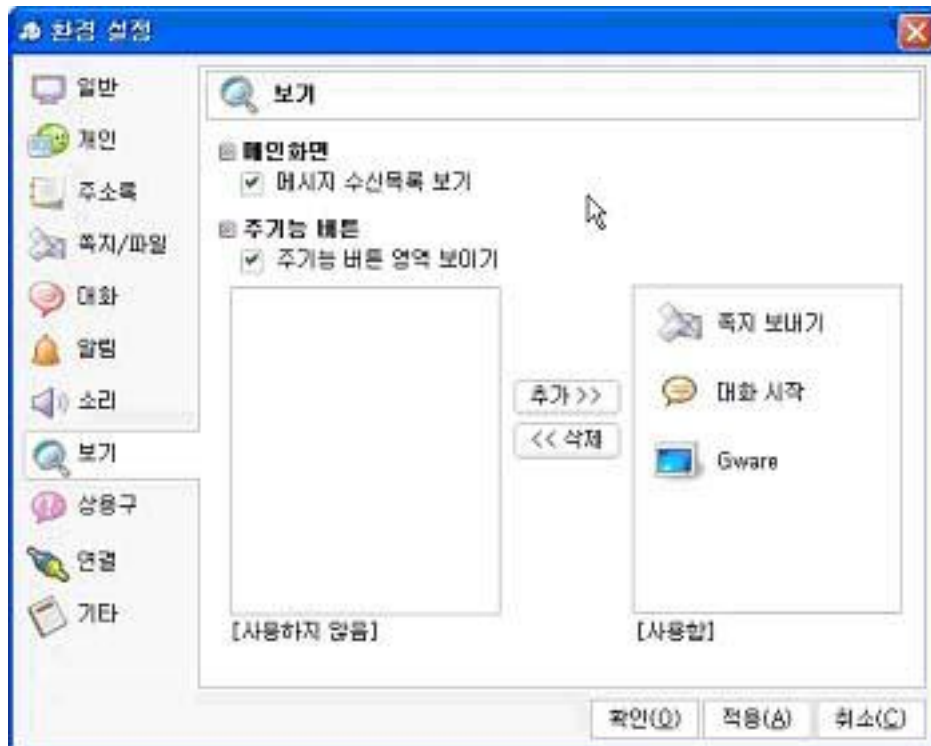 환경 설정
일반
개인
주소록
쪽지/파일
대화
알림
소리
보기
상용구
연결
기타
보기
메인화면
메시지 수신목록 보기
주기능 버튼
주기능 버튼 영역 보이기
추가 >>
<< 삭제
[사용하지 않음]
쪽지 보내기
대화 시작
Gware
[사용함]
확인(O)
적용(A)
취소(C)